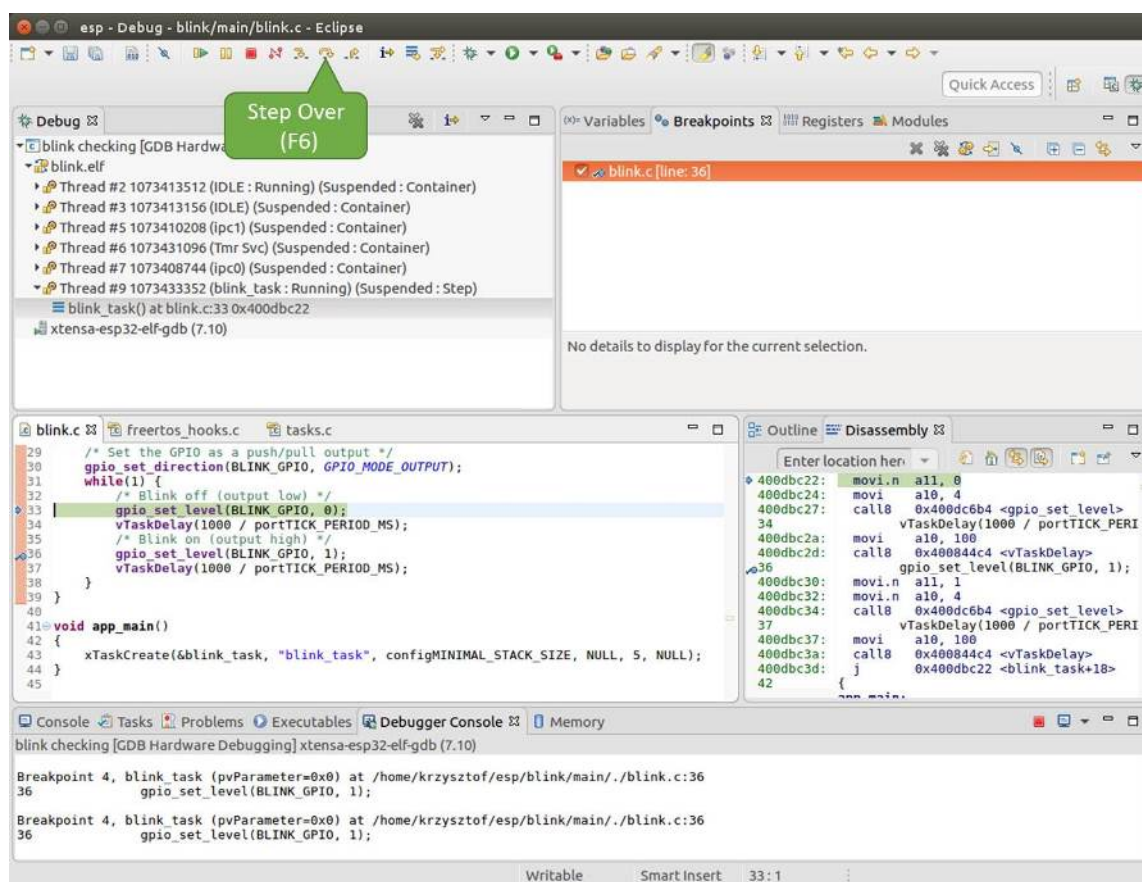 esp - Debug - blink/main/blink.c - Eclipse
Quick Access
Step Over
(F6)
Debug
blink checking [GDB Hardwa
blink.elf
Thread #2 1073413512 (IDLE : Running) (Suspended : Container)
Thread #3 1073413156 (IDLE) (Suspended : Container)
Thread #5 1073410208 (ipc1) (Suspended : Container)
Thread #6 1073431096 (Tmr Svc) (Suspended : Container)
Thread #7 1073408744 (ipc0) (Suspended : Container)
Thread #9 1073433352 (blink_task : Running) (Suspended : Step)
blink_task() at blink.c:33 0x400dbc22
xtensa-esp32-elf-gdb (7.10)
(x)= Variables Breakpoints Registers Modules
blink.c [line: 36]
No details to display for the current selection.
blink.c freertos_hooks.c tasks.c
29 /* Set the GPIO as a push/pull output */
30 gpio_set_direction(BLINK_GPIO, GPIO_MODE_OUTPUT);
31 while(1) {
32 /* Blink off (output low) */
33 gpio_set_level(BLINK_GPIO, 0);
34 vTaskDelay(1000 / portTICK_PERIOD_MS);
35 /* Blink on (output high) */
36 gpio_set_level(BLINK_GPIO, 1);
37 vTaskDelay(1000 / portTICK_PERIOD_MS);
38 }
39 }
40
41 void app_main()
42 {
43 xTaskCreate(&blink_task, "blink_task", configMINIMAL_STACK_SIZE, NULL, 5, NULL);
44 }
45
Outline Disassembly
Enter location her
400dbc22: movi.n a11, 0
400dbc24: movi a10, 4
400dbc27: call8 0x400dc6b4 <gpio_set_level>
34 vTaskDelay(1000 / portTICK_PERI
400dbc2a: movi a10, 100
400dbc2d: call8 0x400844c4 <vTaskDelay>
36 gpio_set_level(BLINK_GPIO, 1);
400dbc30: movi.n a11, 1
400dbc32: movi.n a10, 4
400dbc34: call8 0x400dc6b4 <gpio_set_level>
37 vTaskDelay(1000 / portTICK_PERI
400dbc37: movi a10, 100
400dbc3a: call8 0x400844c4 <vTaskDelay>
400dbc3d: j 0x400dbc22 <blink_task+18>
42 {
app_main:
Console Tasks Problems Executables Debugger Console Memory
blink checking [GDB Hardware Debugging] xtensa-esp32-elf-gdb (7.10)
Breakpoint 4, blink_task (pvParameter=0x0) at /home/krzysztof/esp/blink/main/./blink.c:36
36 gpio_set_level(BLINK_GPIO, 1);
Breakpoint 4, blink_task (pvParameter=0x0) at /home/krzysztof/esp/blink/main/./blink.c:36
36 gpio_set_level(BLINK_GPIO, 1);
Writable Smart Insert 33 : 1